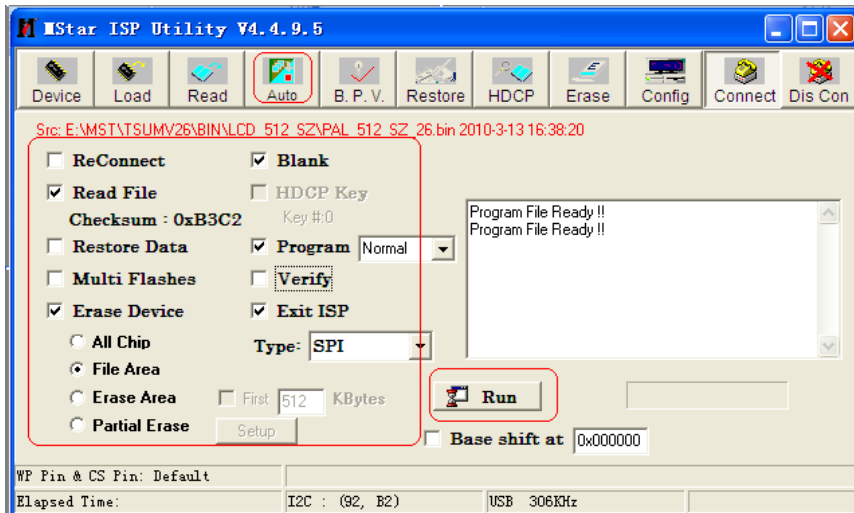 MStar ISP Utility V4.4.9.5
Device Load Read Auto B. P. V. Restore HDCP Erase Config Connect Dis Con
Src: E:\MST\TSUMV26\BIN\LCD_512_SZ\PAL_512_SZ_26.bin 2010-3-13 16:38:20
ReConnect Blank
Read File HDCP Key
Checksum : 0xB3C2 Key #:0
Program File Ready !!
Program File Ready !!
Restore Data Program Normal
Multi Flashes Verify
Erase Device Exit ISP
All Chip Type: SPI
File Area
Erase Area First 512 KBytes Run
Partial Erase Setup
Base shift at 0x000000
WP Pin & CS Pin: Default
Elapsed Time: I2C : (92, B2) USB 306KHz